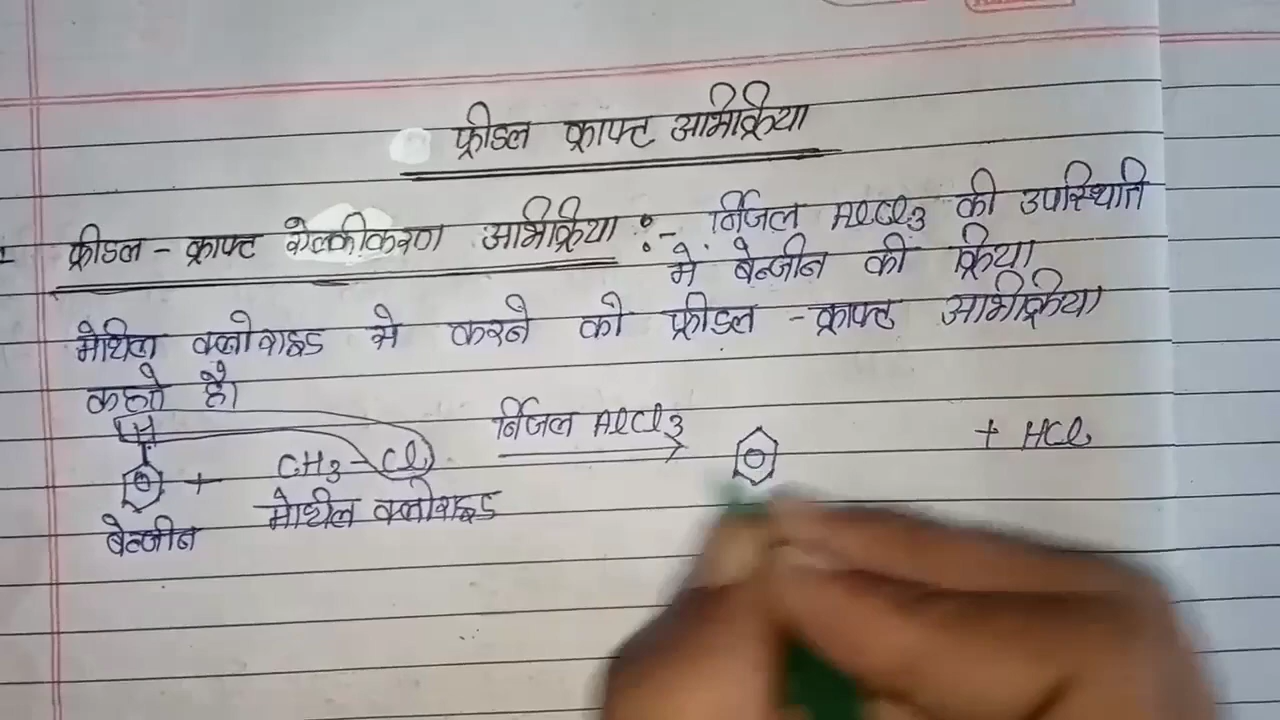 फ्रीडल क्राफ्ट अभिक्रिया
फ्रीडल - क्राफ्ट ऐल्कीकरण अभिक्रिया :- निर्जल AlCl3 की उपस्थिति
में बेन्जीन की क्रिया
मेथिल क्लोराइड से करने को फ्रीडल - क्राफ्ट अभिक्रिया
कहते है।
H
+ CH3 - Cl निर्जल AlCl3 + HCl
बेन्जीन मेथिल क्लोराइड